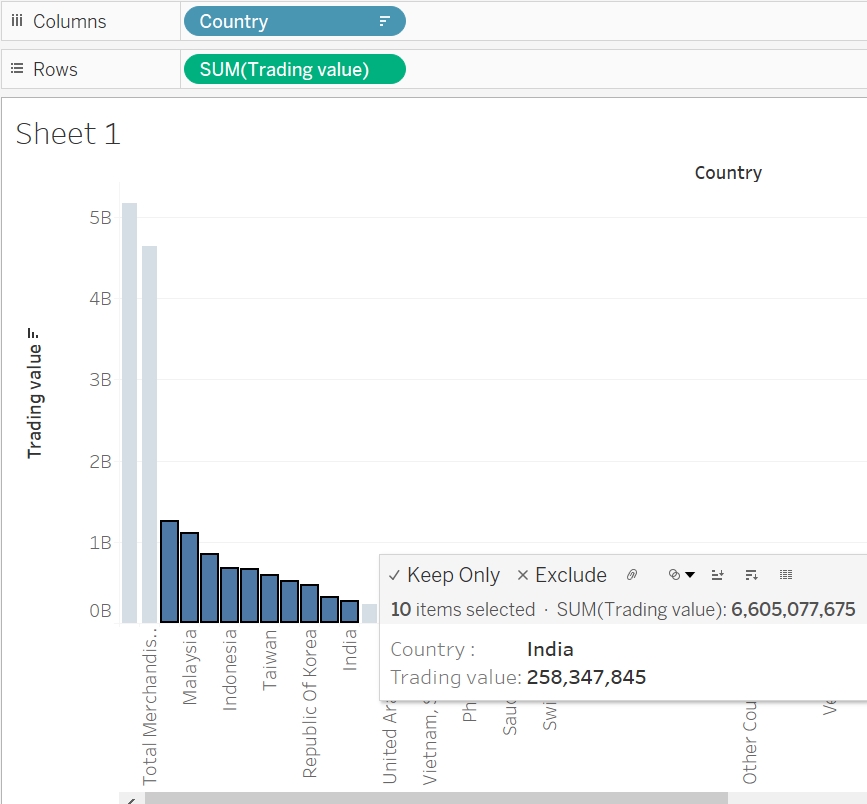 Columns
Country
Rows
SUM(Trading value)
Sheet 1
Country
Trading value
5B
4B
3B
2B
1B
0B
✓ Keep Only × Exclude
10 items selected · SUM(Trading value): 6,605,077,675
Country : India
Trading value: 258,347,845
Total Merchandis..
Malaysia
Indonesia
Taiwan
Republic Of Korea
India
United Ar
Vietnam,
Ph
Saud
Swi
Other Cou
Ve